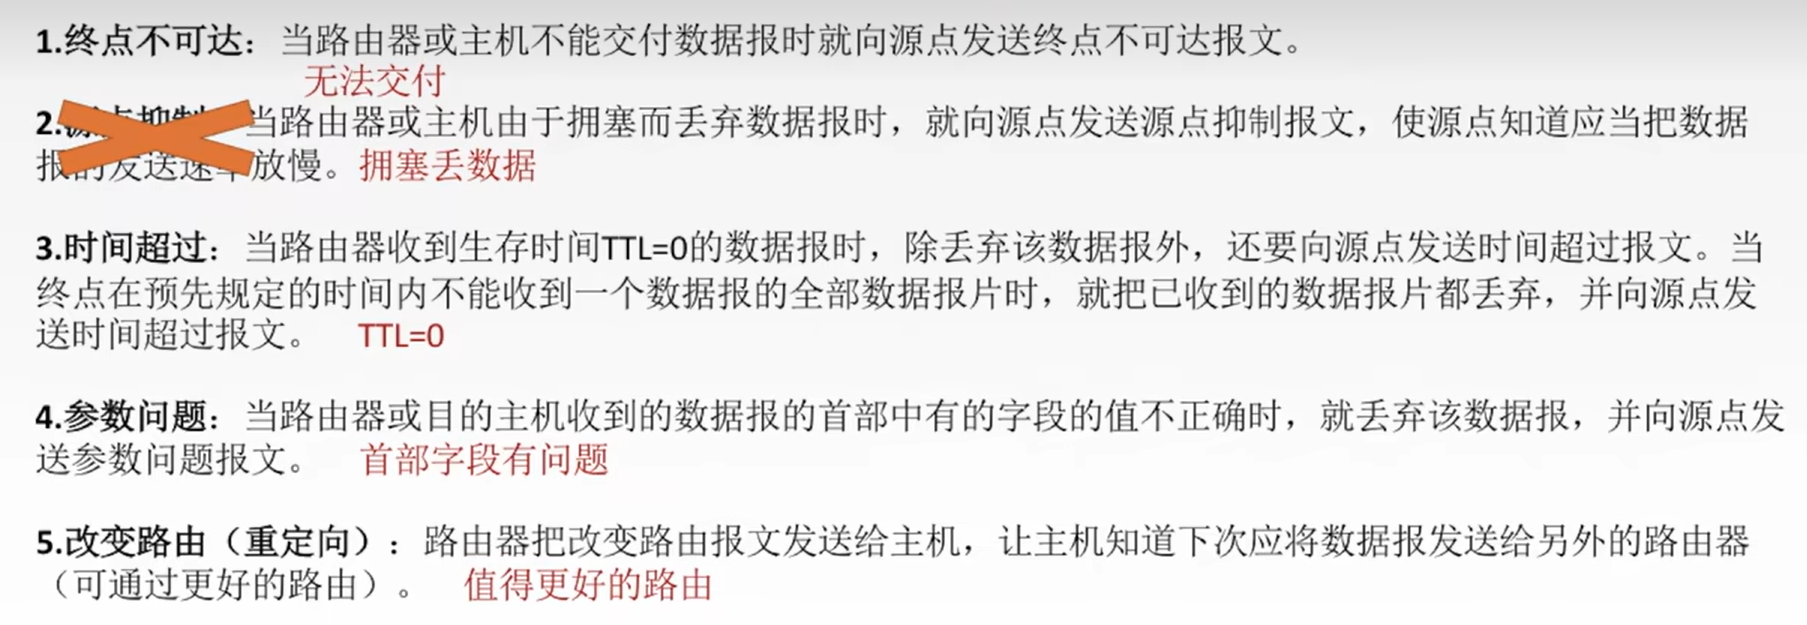 1.终点不可达：当路由器或主机不能交付数据报时就向源点发送终点不可达报文。
无法交付
2. 当路由器或主机由于拥塞而丢弃数据报时，就向源点发送源点抑制报文，使源点知道应当把数据
报的发送速率放慢。拥塞丢数据
3.时间超过：当路由器收到生存时间TTL=0的数据报时，除丢弃该数据报外，还要向源点发送时间超过报文。当
终点在预先规定的时间内不能收到一个数据报的全部数据报片时，就把已收到的数据报片都丢弃，并向源点发
送时间超过报文。 TTL=0
4.参数问题：当路由器或目的主机收到的数据报的首部中有的字段的值不正确时，就丢弃该数据报，并向源点发
送参数问题报文。 首部字段有问题
5.改变路由（重定向）：路由器把改变路由报文发送给主机，让主机知道下次应将数据报发送给另外的路由器
（可通过更好的路由）。 值得更好的路由